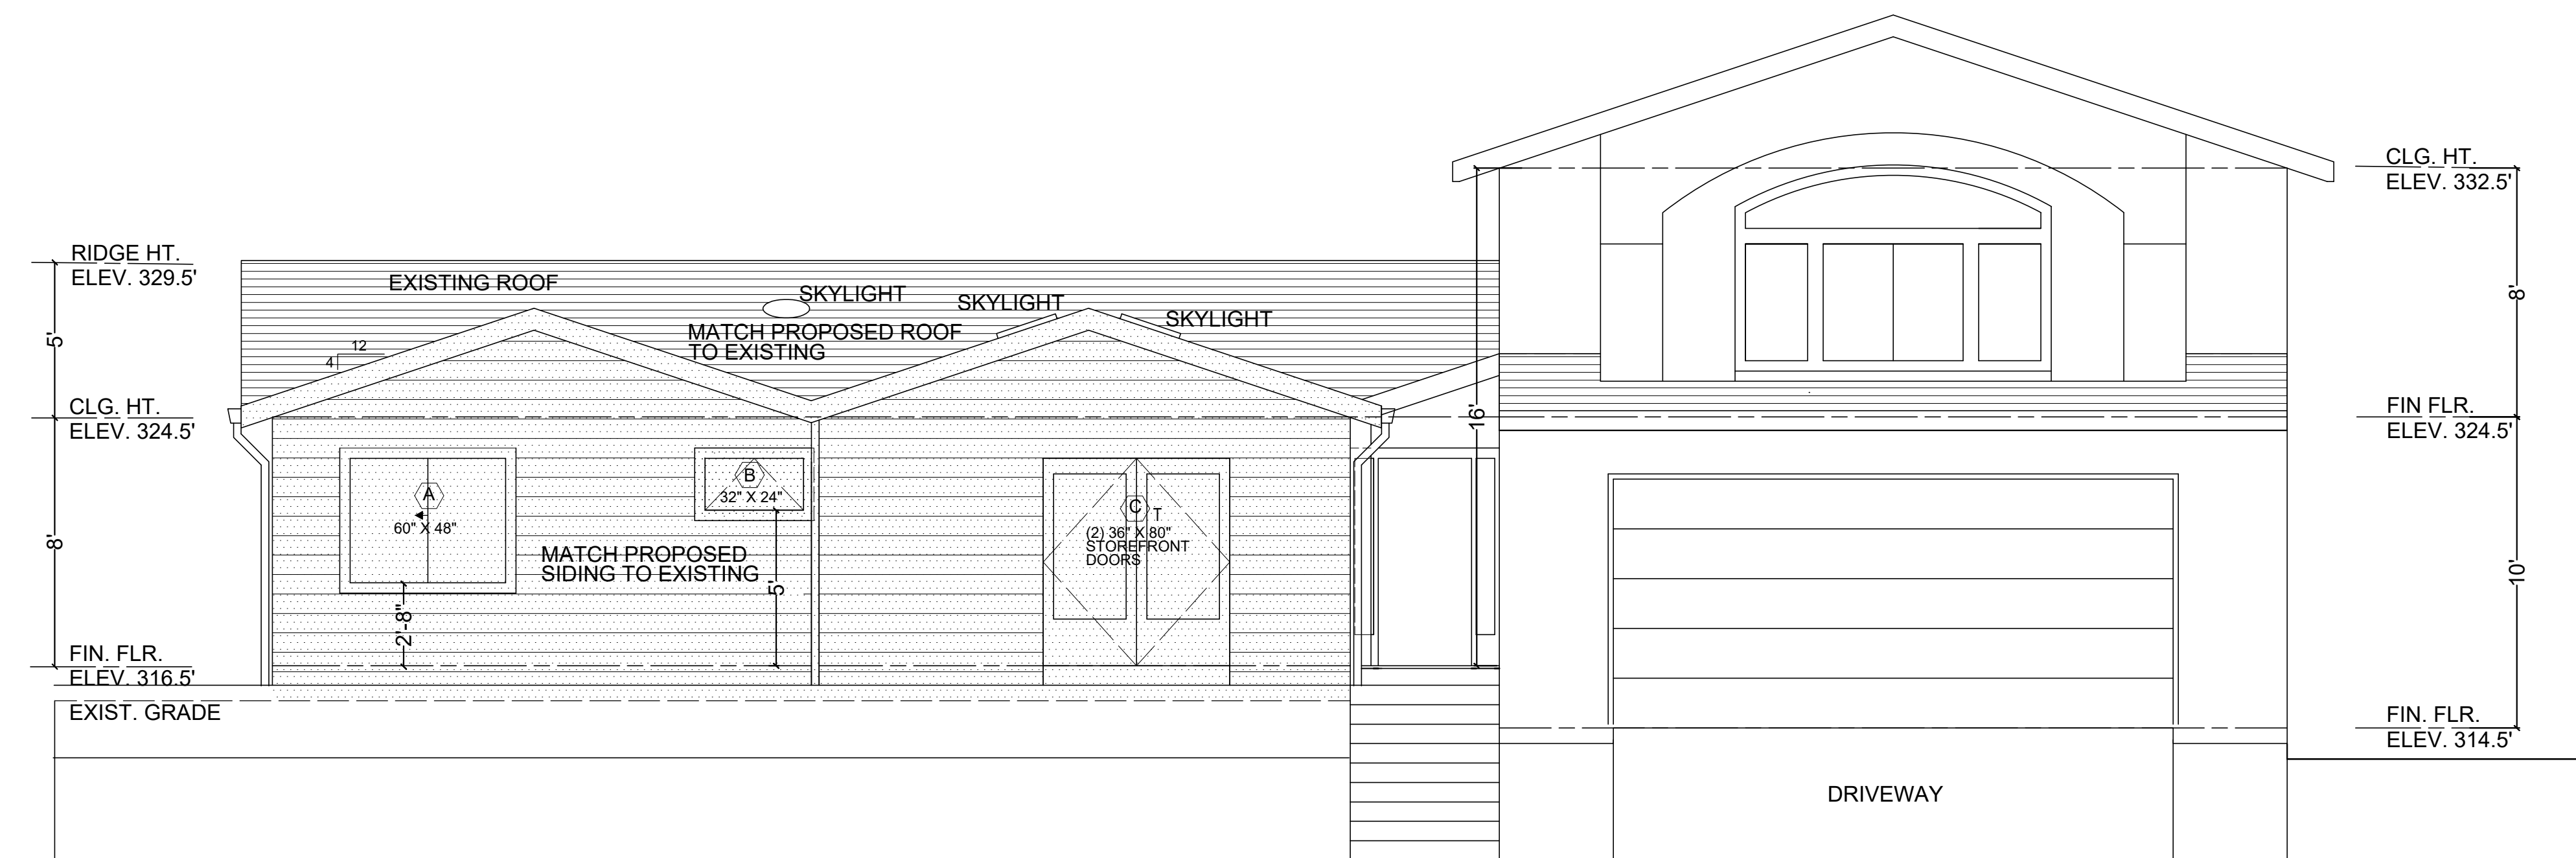 RIDGE HT.
ELEV. 329.5'
5'
CLG. HT.
ELEV. 324.5'
8'
FIN. FLR.
ELEV. 316.5'
EXIST. GRADE
EXISTING ROOF
12
4
SKYLIGHT
SKYLIGHT
SKYLIGHT
MATCH PROPOSED ROOF
TO EXISTING
A
60" X 48"
B
32" X 24"
MATCH PROPOSED
SIDING TO EXISTING
2'-8"
5'
C
T
(2) 36" X 80"
STOREFRONT
DOORS
16'
CLG. HT.
ELEV. 332.5'
8'
FIN FLR.
ELEV. 324.5'
10'
FIN. FLR.
ELEV. 314.5'
DRIVEWAY